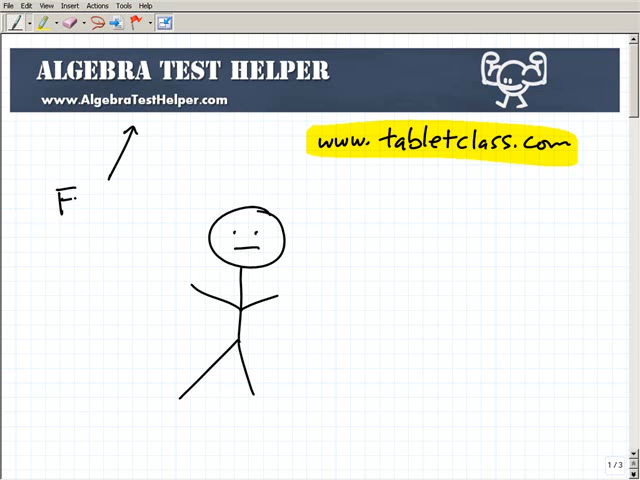 File Edit View Insert Actions Tools Help
ALGEBRA TEST HELPER
www.AlgebraTestHelper.com
www.tabletclass.com
F
1 / 3